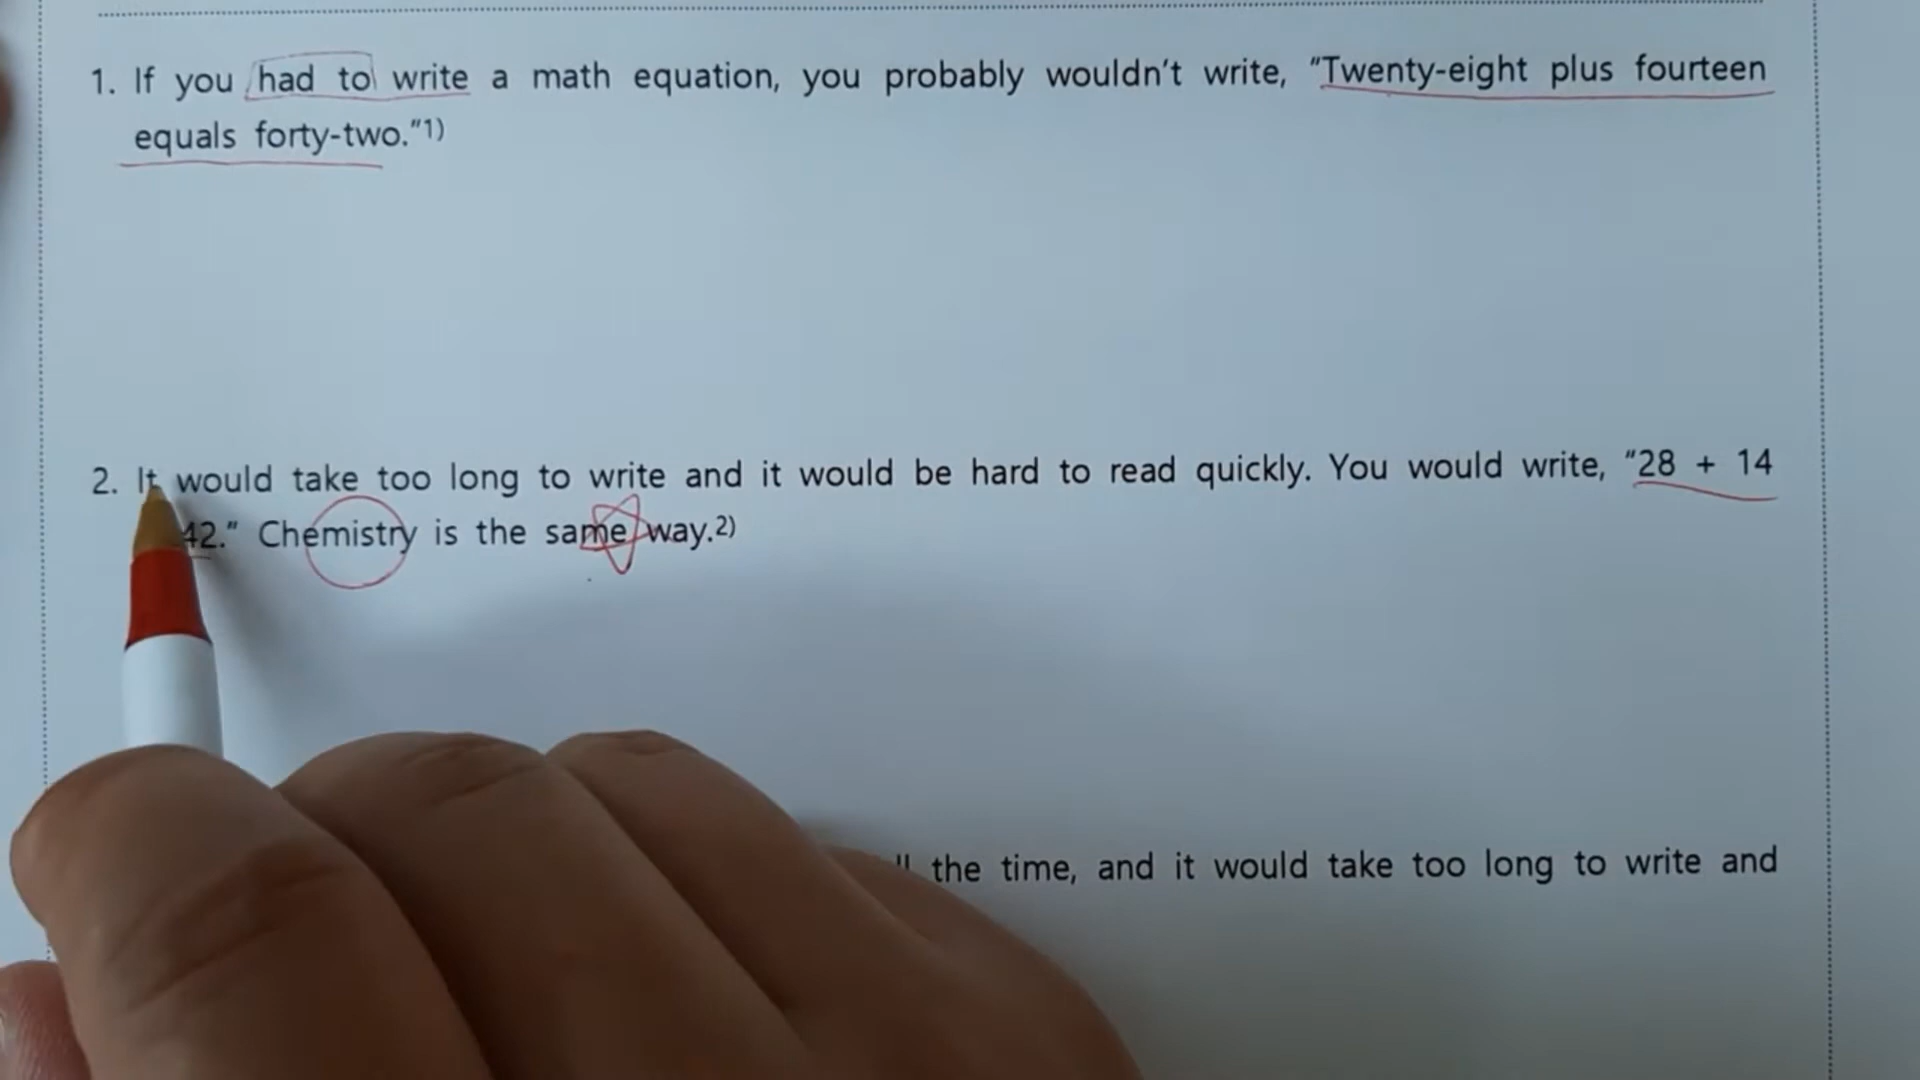 1. If you had to write a math equation, you probably wouldn't write, "Twenty-eight plus fourteen
equals forty-two."1)
2. It would take too long to write and it would be hard to read quickly. You would write, "28 + 14
42." Chemistry is the same way.2)
the time, and it would take too long to write and